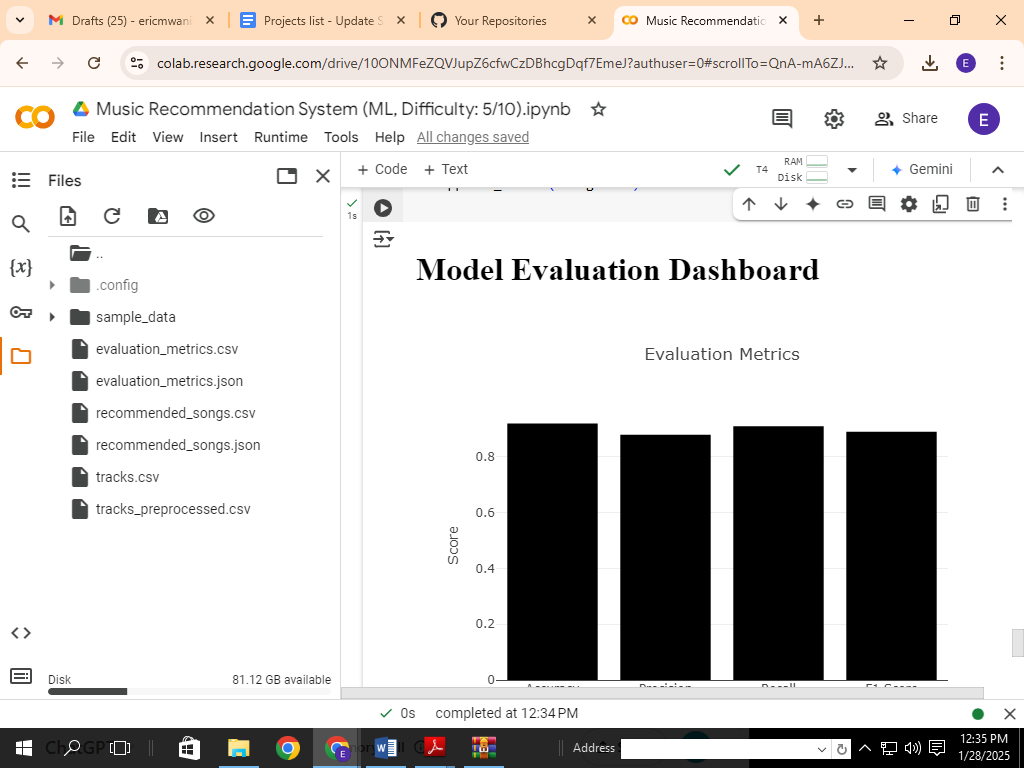 Drafts (25) - ericmwani
Projects list - Update S
Your Repositories
Music Recommendatio
colab.research.google.com/drive/10ONMFeZQVJupZ6cfwCzDBhcgDqf7EmeJ?authuser=0#scrollTo=QnA-mA6ZJ...
E
CO
Music Recommendation System (ML, Difficulty: 5/10).ipynb
File Edit View Insert Runtime Tools Help All changes saved
Share
E
Files
+ Code + Text
T4
RAM
Disk
Gemini
1s
..
.config
sample_data
evaluation_metrics.csv
evaluation_metrics.json
recommended_songs.csv
recommended_songs.json
tracks.csv
tracks_preprocessed.csv
{x}
Model Evaluation Dashboard
Evaluation Metrics
Score
0.8
0.6
0.4
0.2
0
Accuracy Precision Recall F1 Score
Disk 81.12 GB available
0s completed at 12:34 PM
Address
12:35 PM
1/28/2025